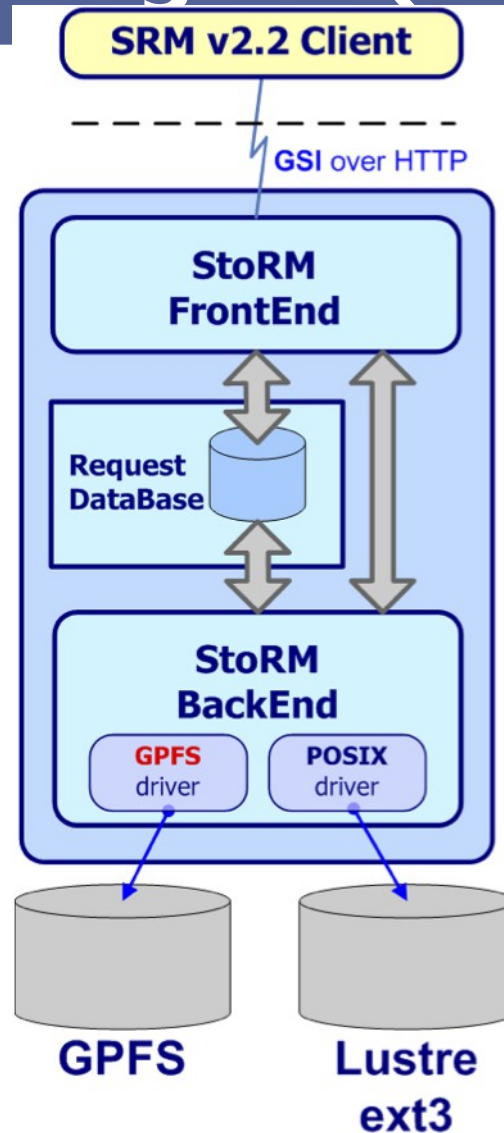 SRM v2.2 Client
GSI over HTTP
StoRM
FrontEnd
Request
DataBase
StoRM
BackEnd
GPFS
driver
POSIX
driver
GPFS
Lustre
ext3